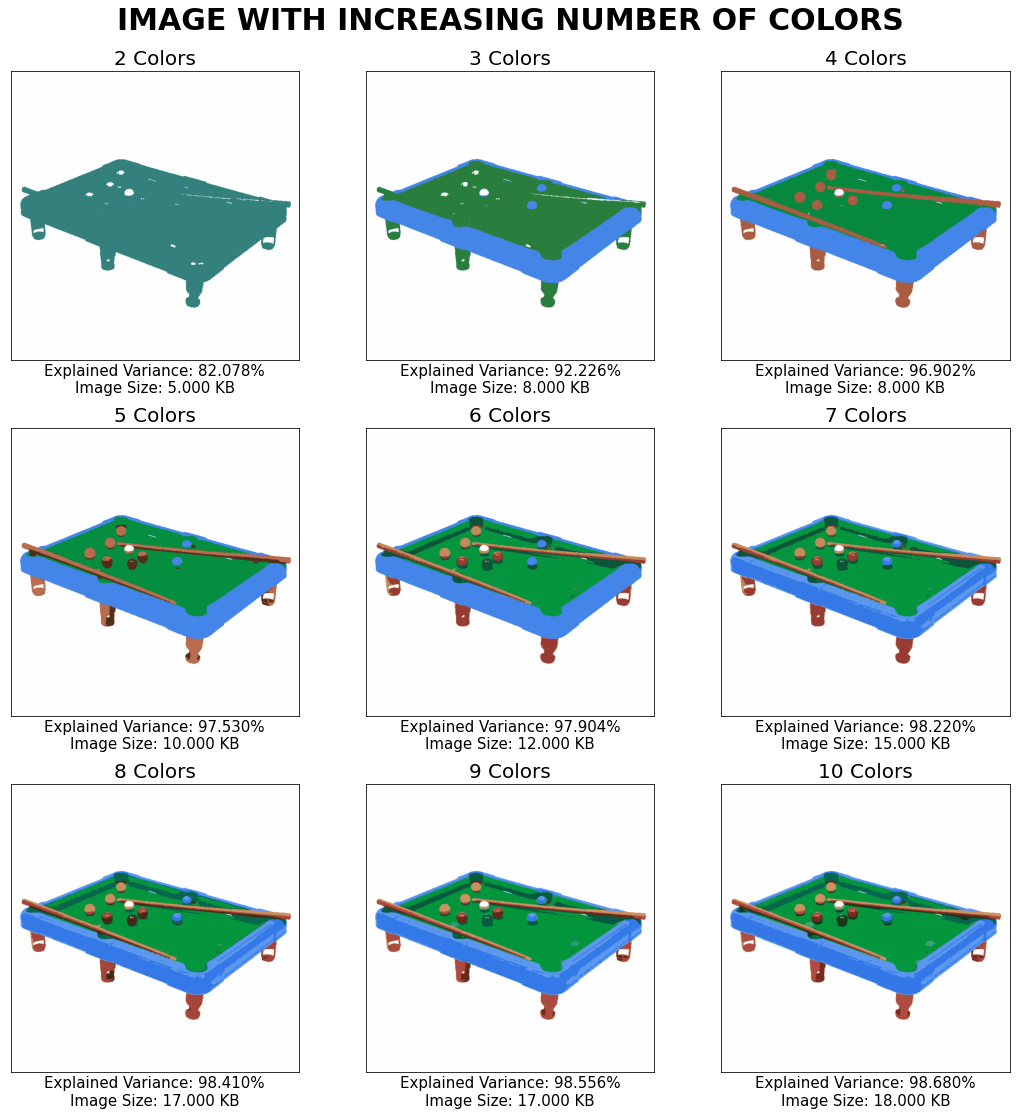 IMAGE WITH INCREASING NUMBER OF COLORS
2 Colors
Explained Variance: 82.078%
Image Size: 5.000 KB
3 Colors
Explained Variance: 92.226%
Image Size: 8.000 KB
4 Colors
Explained Variance: 96.902%
Image Size: 8.000 KB
5 Colors
Explained Variance: 97.530%
Image Size: 10.000 KB
6 Colors
Explained Variance: 97.904%
Image Size: 12.000 KB
7 Colors
Explained Variance: 98.220%
Image Size: 15.000 KB
8 Colors
Explained Variance: 98.410%
Image Size: 17.000 KB
9 Colors
Explained Variance: 98.556%
Image Size: 17.000 KB
10 Colors
Explained Variance: 98.680%
Image Size: 18.000 KB